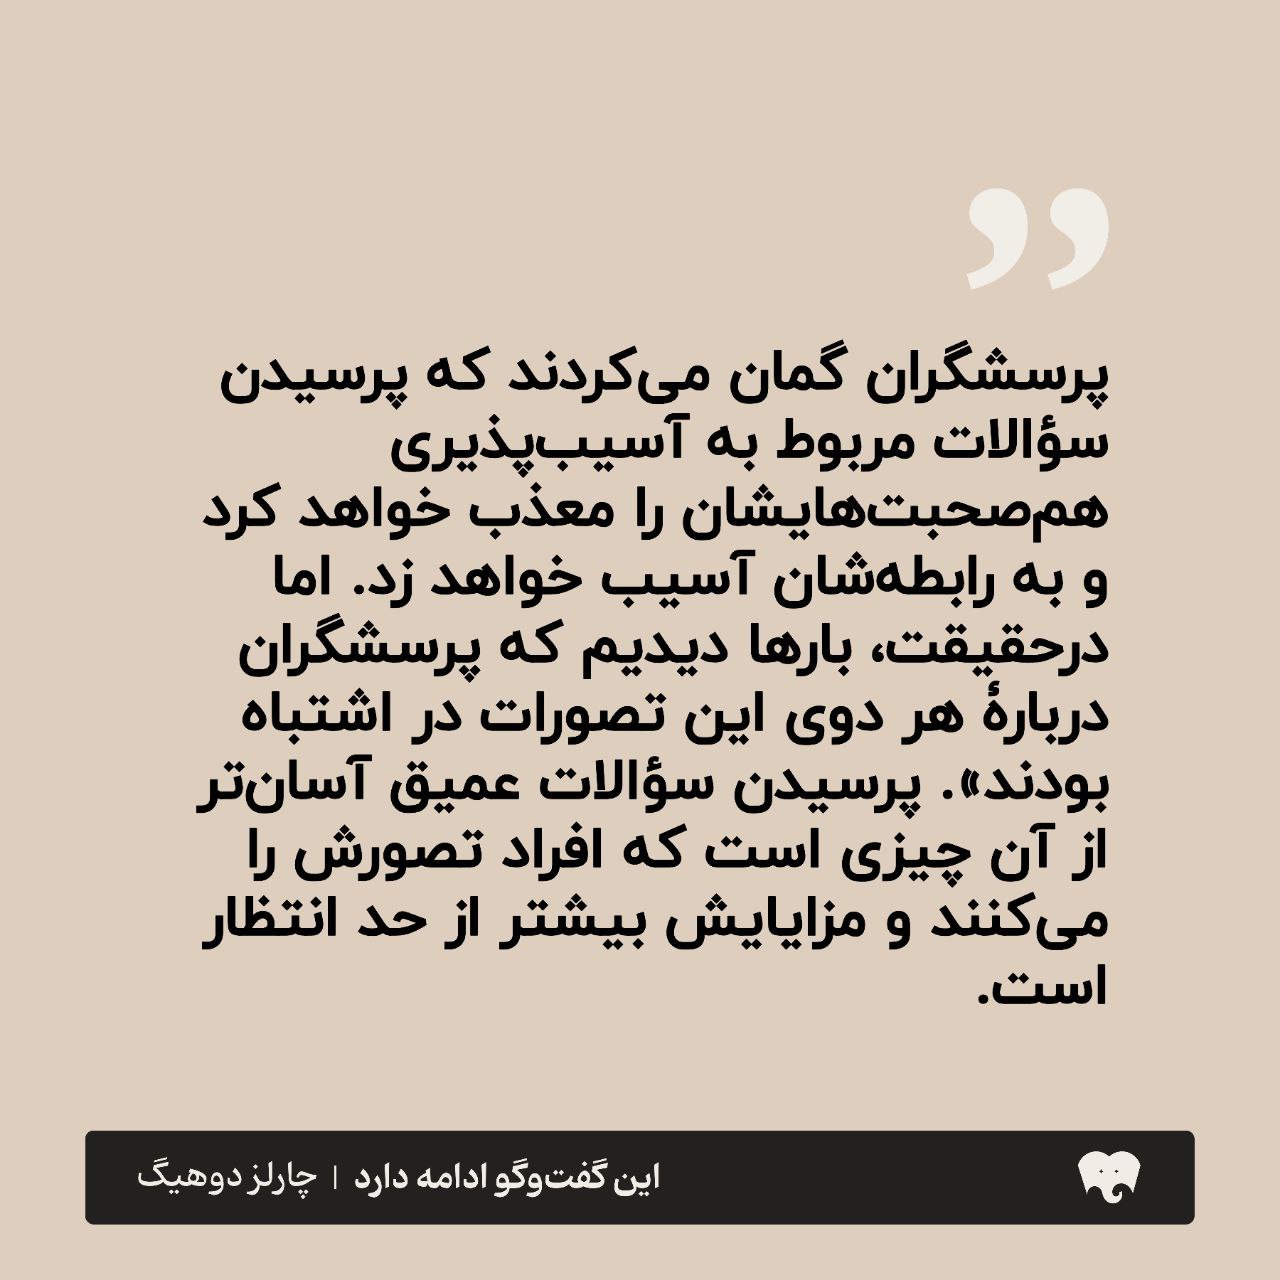 ”
پرسشگران گمان می‌کردند که پرسیدن
سؤالات مربوط به آسیب‌پذیری
هم‌صحبت‌هایشان را معذب خواهد کرد
و به رابطه‌شان آسیب خواهد زد. اما
درحقیقت، بارها دیدیم که پرسشگران
دربارهٔ هر دوی این تصورات در اشتباه
بودند». پرسیدن سؤالات عمیق آسان‌تر
از آن چیزی است که افراد تصورش را
می‌کنند و مزایایش بیشتر از حد انتظار
است.
این گفت‌وگو ادامه دارد | چارلز دوهیگ